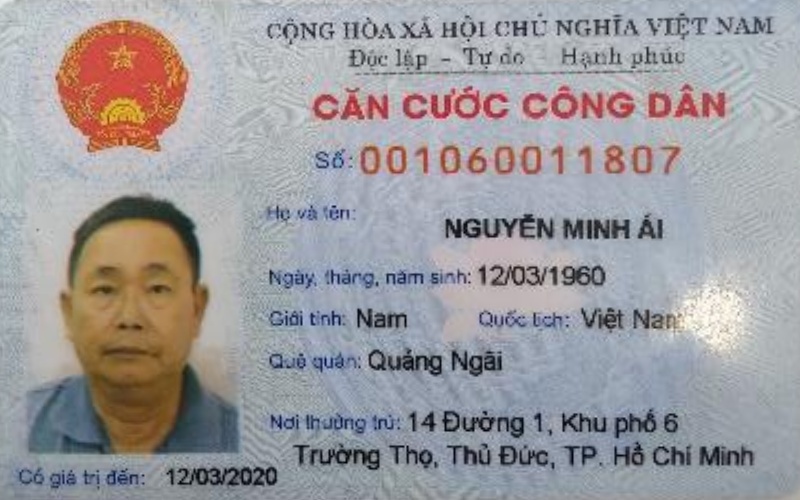 CỘNG HÒA XÃ HỘI CHỦ NGHĨA VIỆT NAM
Độc lập - Tự do - Hạnh phúc
CĂN CƯỚC CÔNG DÂN
Số: 001060011807
Họ và tên: NGUYỄN MINH ÁI
Ngày, tháng, năm sinh: 12/03/1960
Giới tính: Nam Quốc tịch: Việt Nam
Quê quán: Quảng Ngãi
Nơi thường trú: 14 Đường 1, Khu phố 6
Trường Thọ, Thủ Đức, TP. Hồ Chí Minh
Có giá trị đến: 12/03/2020